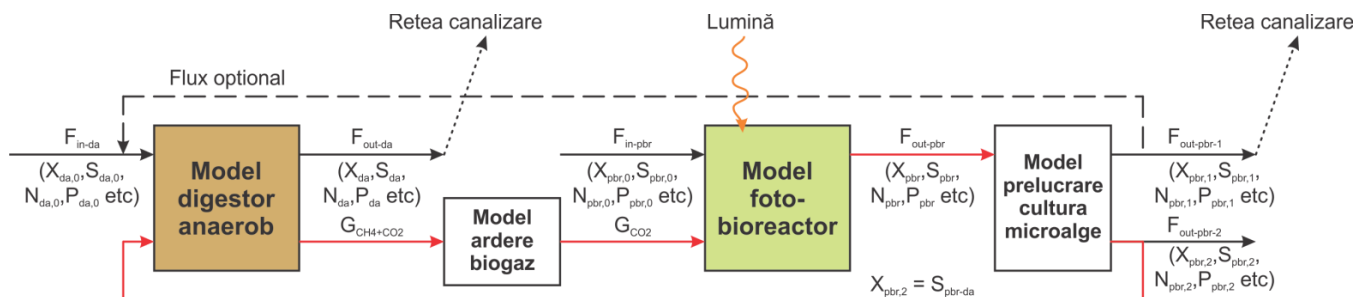 Retea canalizare
Lumină
Retea canalizare
Flux optional
F_in-da
(X_da,0,S_da,0,
N_da,0,P_da,0 etc)
Model
digestor
anaerob
F_out-da
(X_da,S_da,
N_da,P_da etc)
G_CH4+CO2
Model
ardere
biogaz
F_in-pbr
(X_pbr,0,S_pbr,0,
N_pbr,0,P_pbr,0 etc)
G_CO2
Model
foto-
bioreactor
F_out-pbr
(X_pbr,S_pbr,
N_pbr,P_pbr etc)
Model
prelucrare
cultura
microalge
F_out-pbr-1
(X_pbr,1,S_pbr,1,
N_pbr,1,P_pbr,1 etc)
F_out-pbr-2
(X_pbr,2,S_pbr,2,
N_pbr,2,P_pbr,2 etc)
X_pbr,2 = S_pbr-da